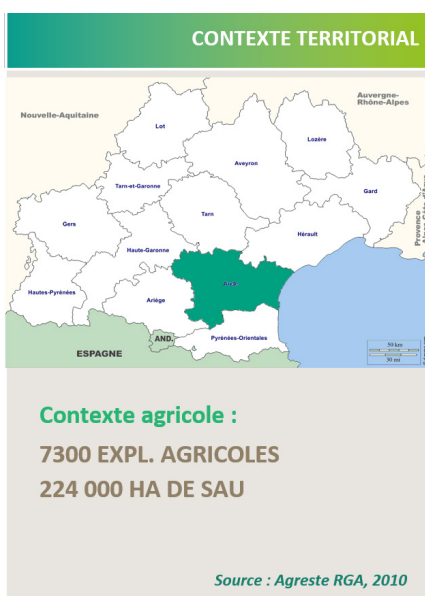 CONTEXTE TERRITORIAL
Nouvelle-Aquitaine
Auvergne-
Rhône-Alpes
Lot
Lozère
Aveyron
Tarn-et-Garonne
Gard
Tarn
Gers
Hérault
Provence
Haute-Garonne
Aude
Hautes-Pyrénées
Ariège
AND.
Pyrénées-Orientales
ESPAGNE
50 km
30 mi
Contexte agricole :
7300 EXPL. AGRICOLES
224 000 HA DE SAU
Source : Agreste RGA, 2010